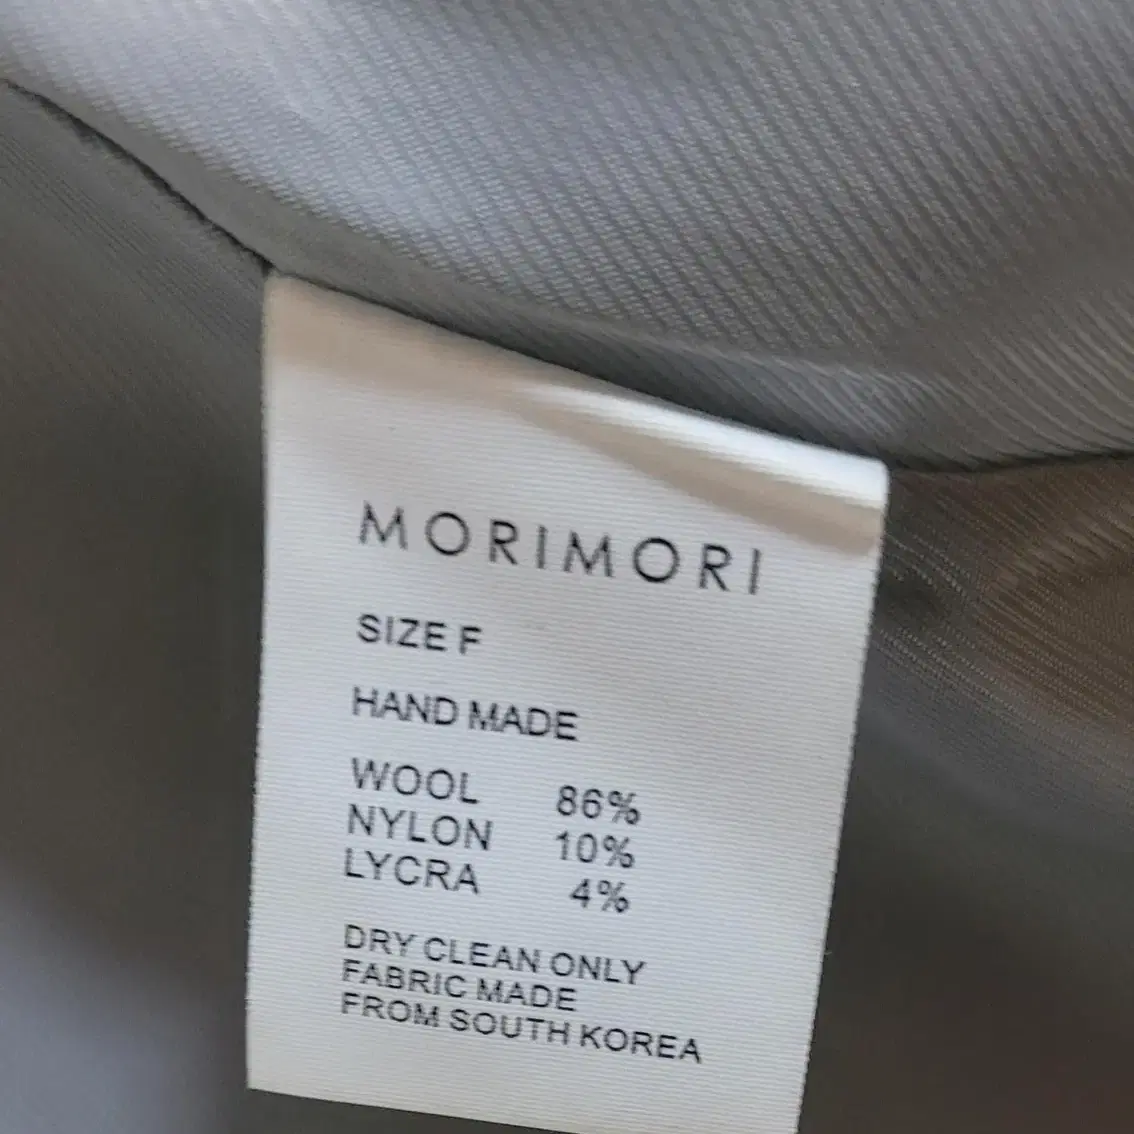 MORIMORI
SIZE F
HAND MADE
WOOL 86%
NYLON 10%
LYCRA 4%
DRY CLEAN ONLY
FABRIC MADE
FROM SOUTH KOREA